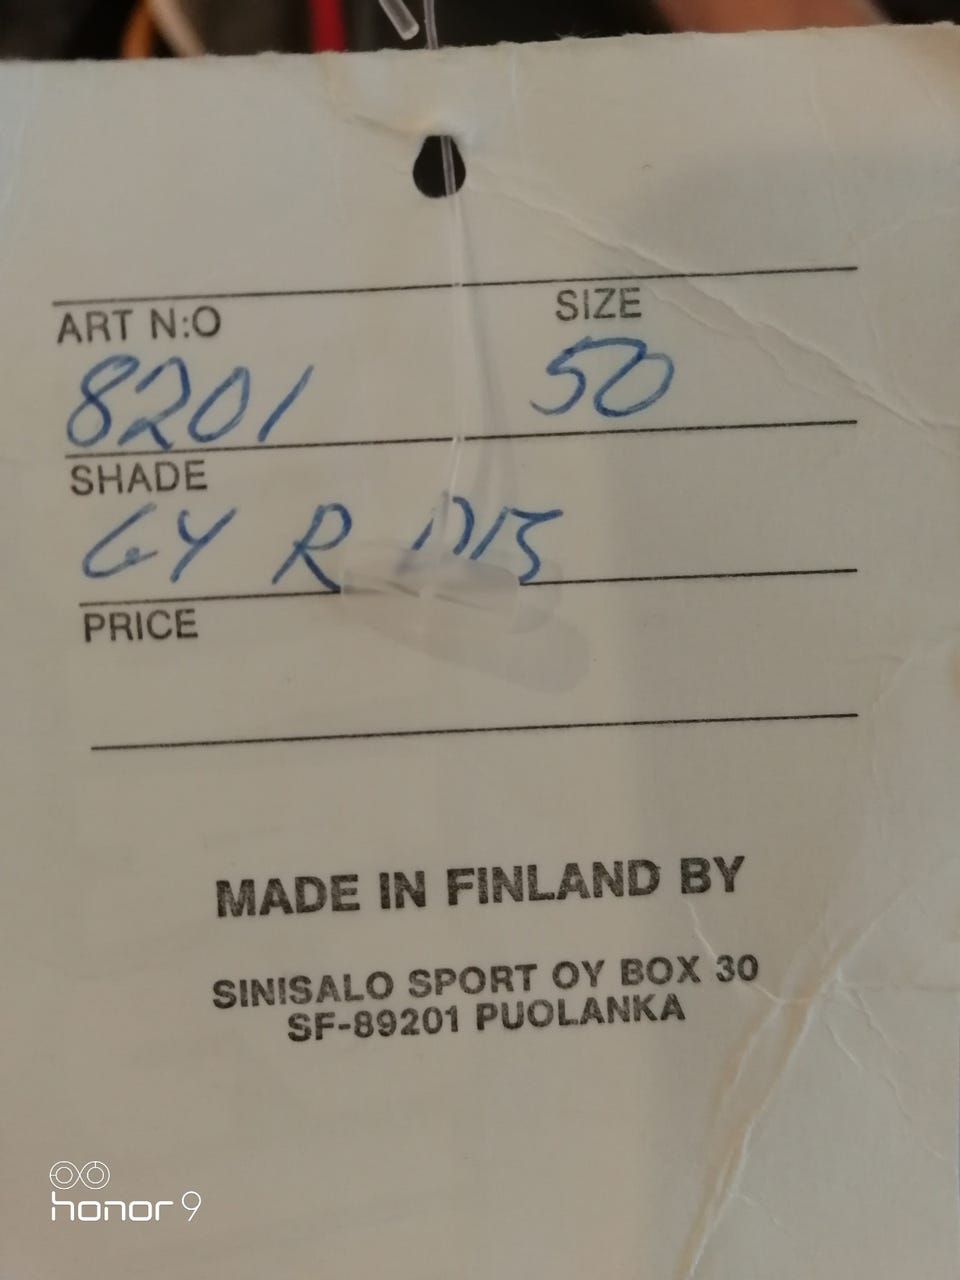 ART N:O SIZE
8201 50
SHADE
GY R
PRICE
MADE IN FINLAND BY
SINISALO SPORT OY BOX 30
SF-89201 PUOLANKA
honor 9